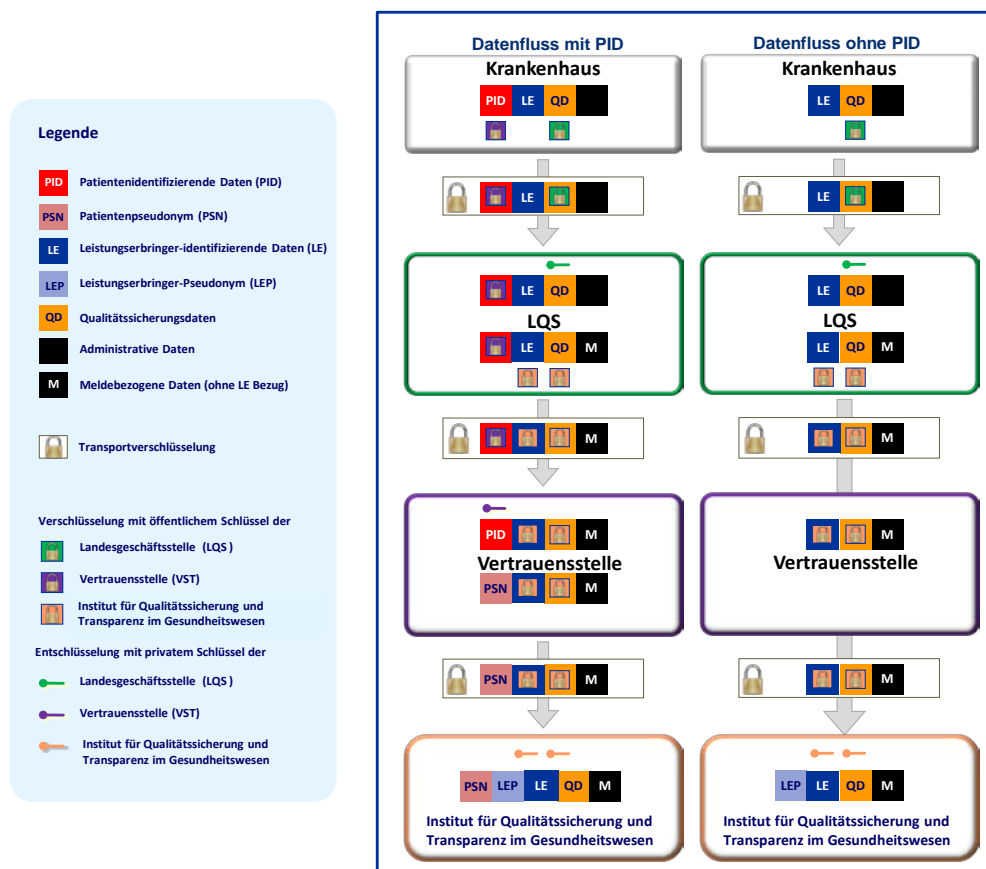 Legende
PID Patientenidentifizierende Daten (PID)
PSN Patientenpseudonym (PSN)
LE Leistungserbringer-identifizierende Daten (LE)
LEP Leistungserbringer-Pseudonym (LEP)
QD Qualitätssicherungsdaten
Administrative Daten
M Meldebezogene Daten (ohne LE Bezug)
Transportverschlüsselung
Verschlüsselung mit öffentlichem Schlüssel der
Landesgeschäftsstelle (LQS)
Vertrauensstelle (VST)
Institut für Qualitätssicherung und
Transparenz im Gesundheitswesen
Entschlüsselung mit privatem Schlüssel der
Landesgeschäftsstelle (LQS)
Vertrauensstelle (VST)
Institut für Qualitätssicherung und
Transparenz im Gesundheitswesen
Datenfluss mit PID
Krankenhaus
PID LE QD
LE
LE QD
LQS
LE QD M
M
PID M
Vertrauensstelle
PSN M
PSN M
PSN LEP LE QD M
Institut für Qualitätssicherung und
Transparenz im Gesundheitswesen
Datenfluss ohne PID
Krankenhaus
LE QD
LE
LE QD
LQS
LE QD M
M
M
Vertrauensstelle
M
LEP LE QD M
Institut für Qualitätssicherung und
Transparenz im Gesundheitswesen